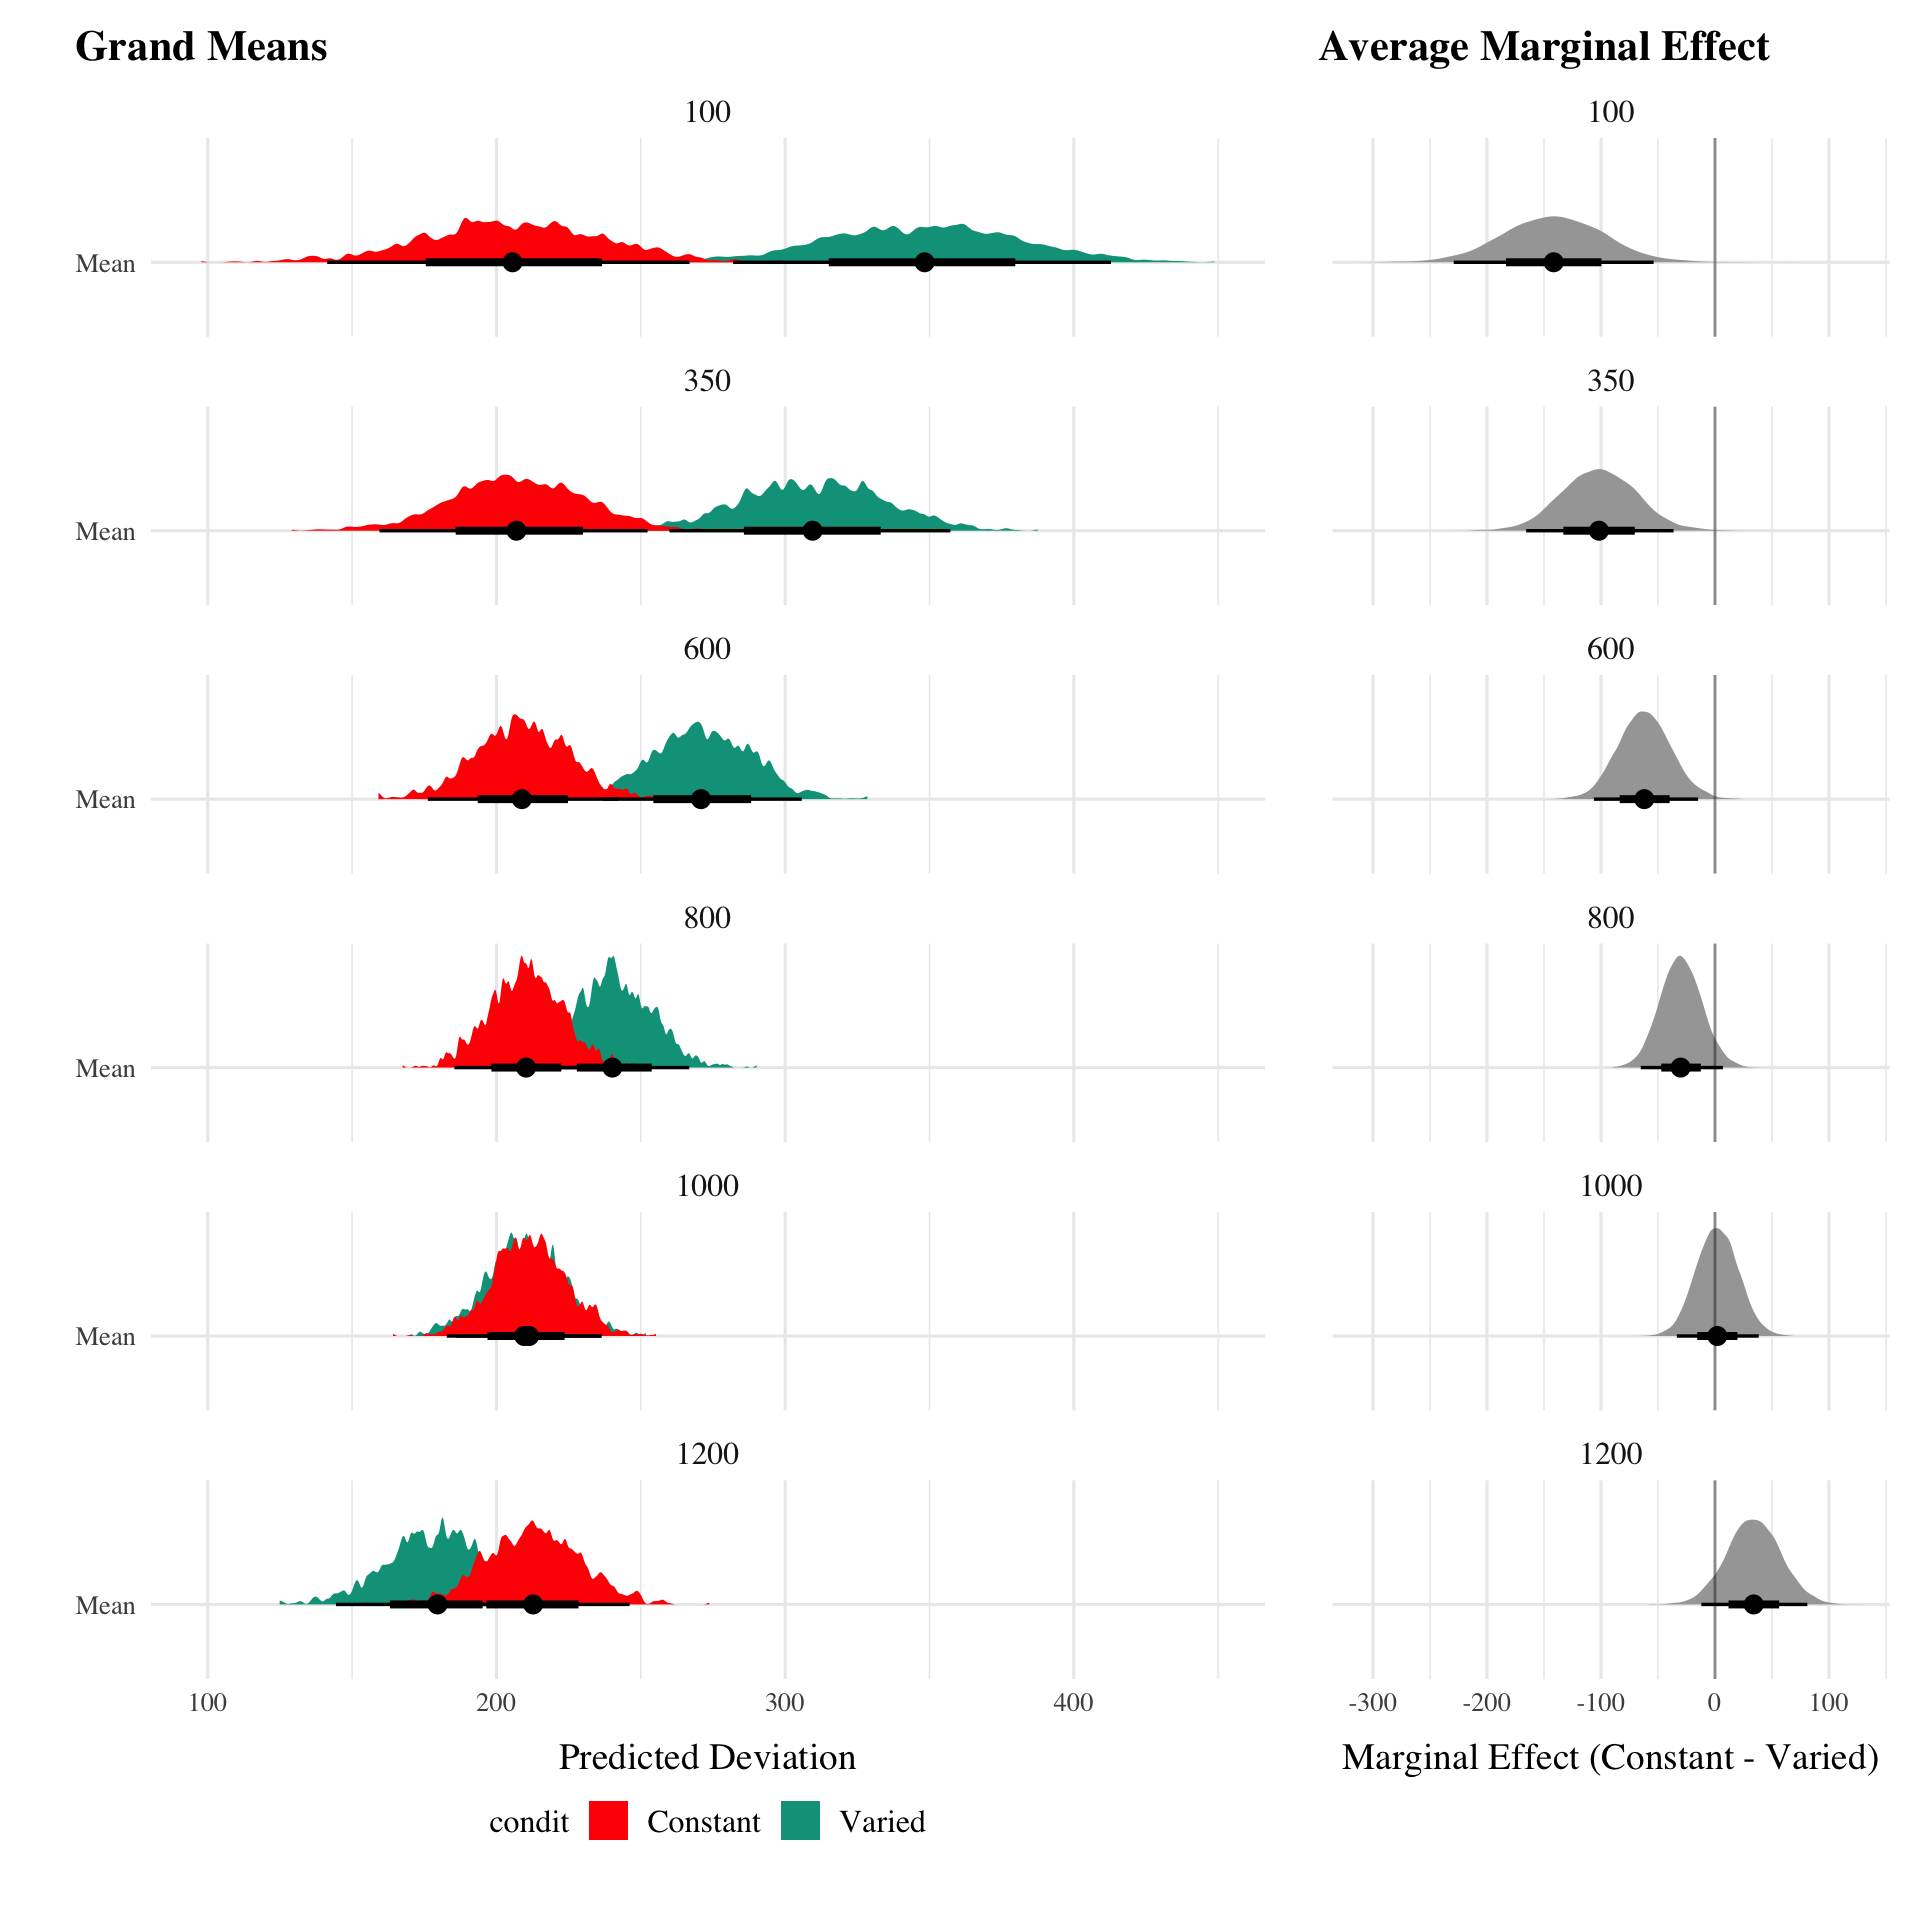 Grand Means
100
Mean
350
Mean
600
Mean
800
Mean
1000
Mean
1200
Mean
100 200 300 400
Predicted Deviation
condit Constant Varied
Average Marginal Effect
100
350
600
800
1000
1200
-300 -200 -100 0 100
Marginal Effect (Constant - Varied)